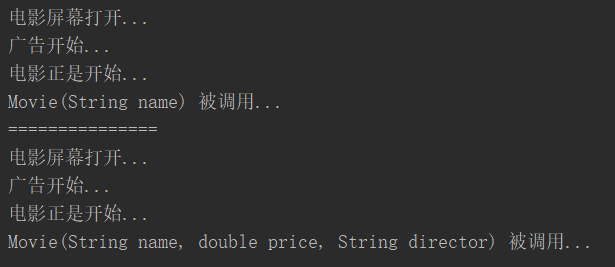 电影屏幕打开...
广告开始...
电影正是开始...
Movie(String name) 被调用...
===============
电影屏幕打开...
广告开始...
电影正是开始...
Movie(String name, double price, String director) 被调用...